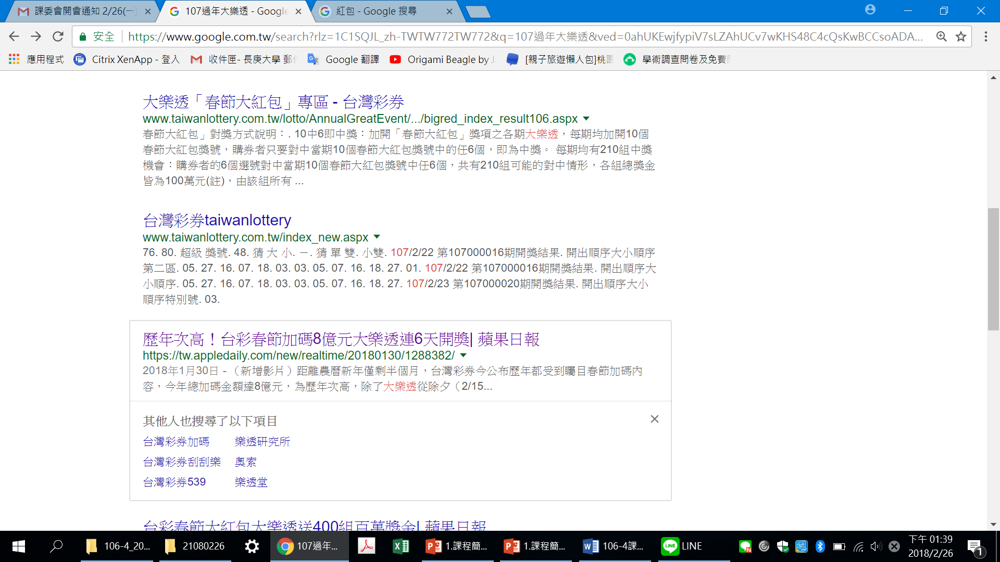 課委會開會通知 2/26(一)
107過年大樂透 - Google
紅包 - Google 搜尋
安全
https://www.google.com.tw/search?rlz=1C1SQJL_zh-TWTW772TW772&q=107過年大樂透&ved=0ahUKEwjfypiV7sLZAhUCv7wKHS48C4cQsKwBCCsoADA...
應用程式
Citrix XenApp - 登入
收件匣- 長庚大學 郵
Google 翻譯
Origami Beagle by J
[親子旅遊懶人包]桃園
學術調查問卷及免費
大樂透「春節大紅包」專區 - 台灣彩券
www.taiwanlottery.com.tw/lotto/AnnualGreatEvent/.../bigred_index_result106.aspx
春節大紅包」對獎方式說明：. 10中6即中獎：加開「春節大紅包」獎項之各期大樂透，每期均加開10個
春節大紅包獎號，購券者只要對中當期10個春節大紅包獎號中的任6個，即為中獎。 每期均有210組中獎
機會：購券者的6個選號對中當期10個春節大紅包獎號中任6個，共有210組可能的對中情形，各組總獎金
皆為100萬元(註)，由該組所有 ...
台灣彩券taiwanlottery
www.taiwanlottery.com.tw/index_new.aspx
76. 80. 超級 獎號. 48. 猜 大 小. －. 猜 單 雙. 小雙. 107/2/22 第107000016期開獎結果. 開出順序大小順序
第二區. 05. 27. 16. 07. 18. 03. 03. 05. 07. 16. 18. 27. 01. 107/2/22 第107000016期開獎結果. 開出順序大
小順序. 05. 27. 16. 07. 18. 03. 03. 05. 07. 16. 18. 27. 107/2/23 第107000020期開獎結果. 開出順序大小
順序特別號. 03.
歷年次高！台彩春節加碼8億元大樂透連6天開獎| 蘋果日報
https://tw.appledaily.com/new/realtime/20180130/1288382/
2018年1月30日 - （新增影片）距離農曆新年僅剩半個月，台灣彩券今公布歷年都受到矚目春節加碼內
容，今年總加碼金額達8億元，為歷年次高，除了大樂透從除夕（2/15...
其他人也搜尋了以下項目
台灣彩券加碼
樂透研究所
台灣彩券刮刮樂
奧索
台灣彩券539
樂透堂
台彩春節大紅包大樂透送400組百萬獎金| 蘋果日報
106-4_20...
21080226
107過年...
1.課程簡...
1.課程簡...
106-4課...
LINE
下午 01:39
2018/2/26
1